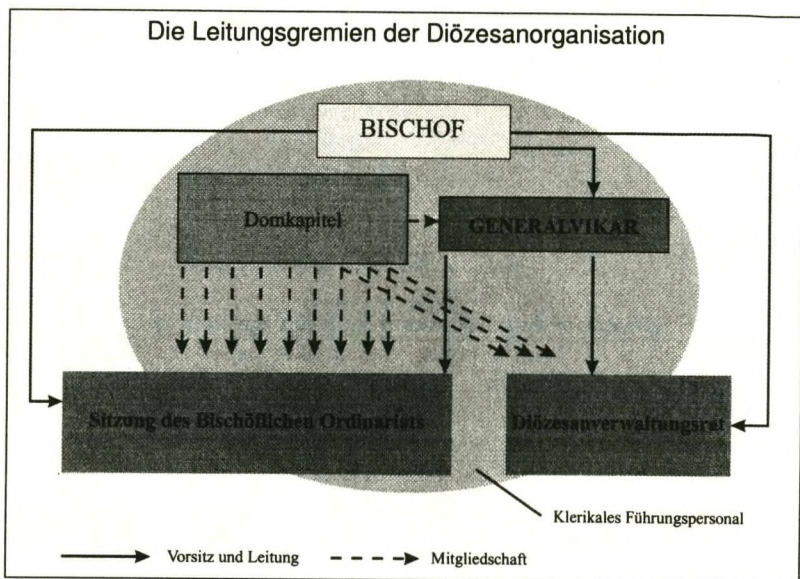 Die Leitungsgremien der Diözesanorganisation
BISCHOF
Domkapitel
GENERALVIKAR
Sitzung des Bischöflichen Ordinariats
Diözesanverwaltungsrat
Klerikales Führungspersonal
Vorsitz und Leitung
Mitgliedschaft